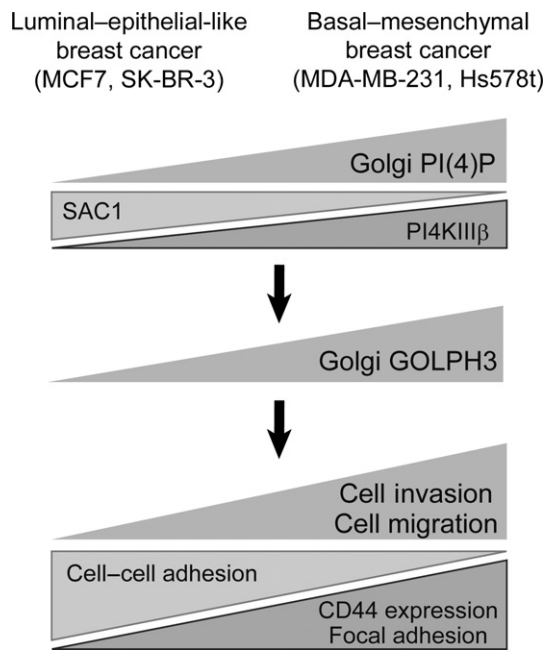 Luminal–epithelial-like
breast cancer
(MCF7, SK-BR-3)
Basal–mesenchymal
breast cancer
(MDA-MB-231, Hs578t)
Golgi PI(4)P
SAC1
PI4KIIIβ
Golgi GOLPH3
Cell invasion
Cell migration
Cell–cell adhesion
CD44 expression
Focal adhesion